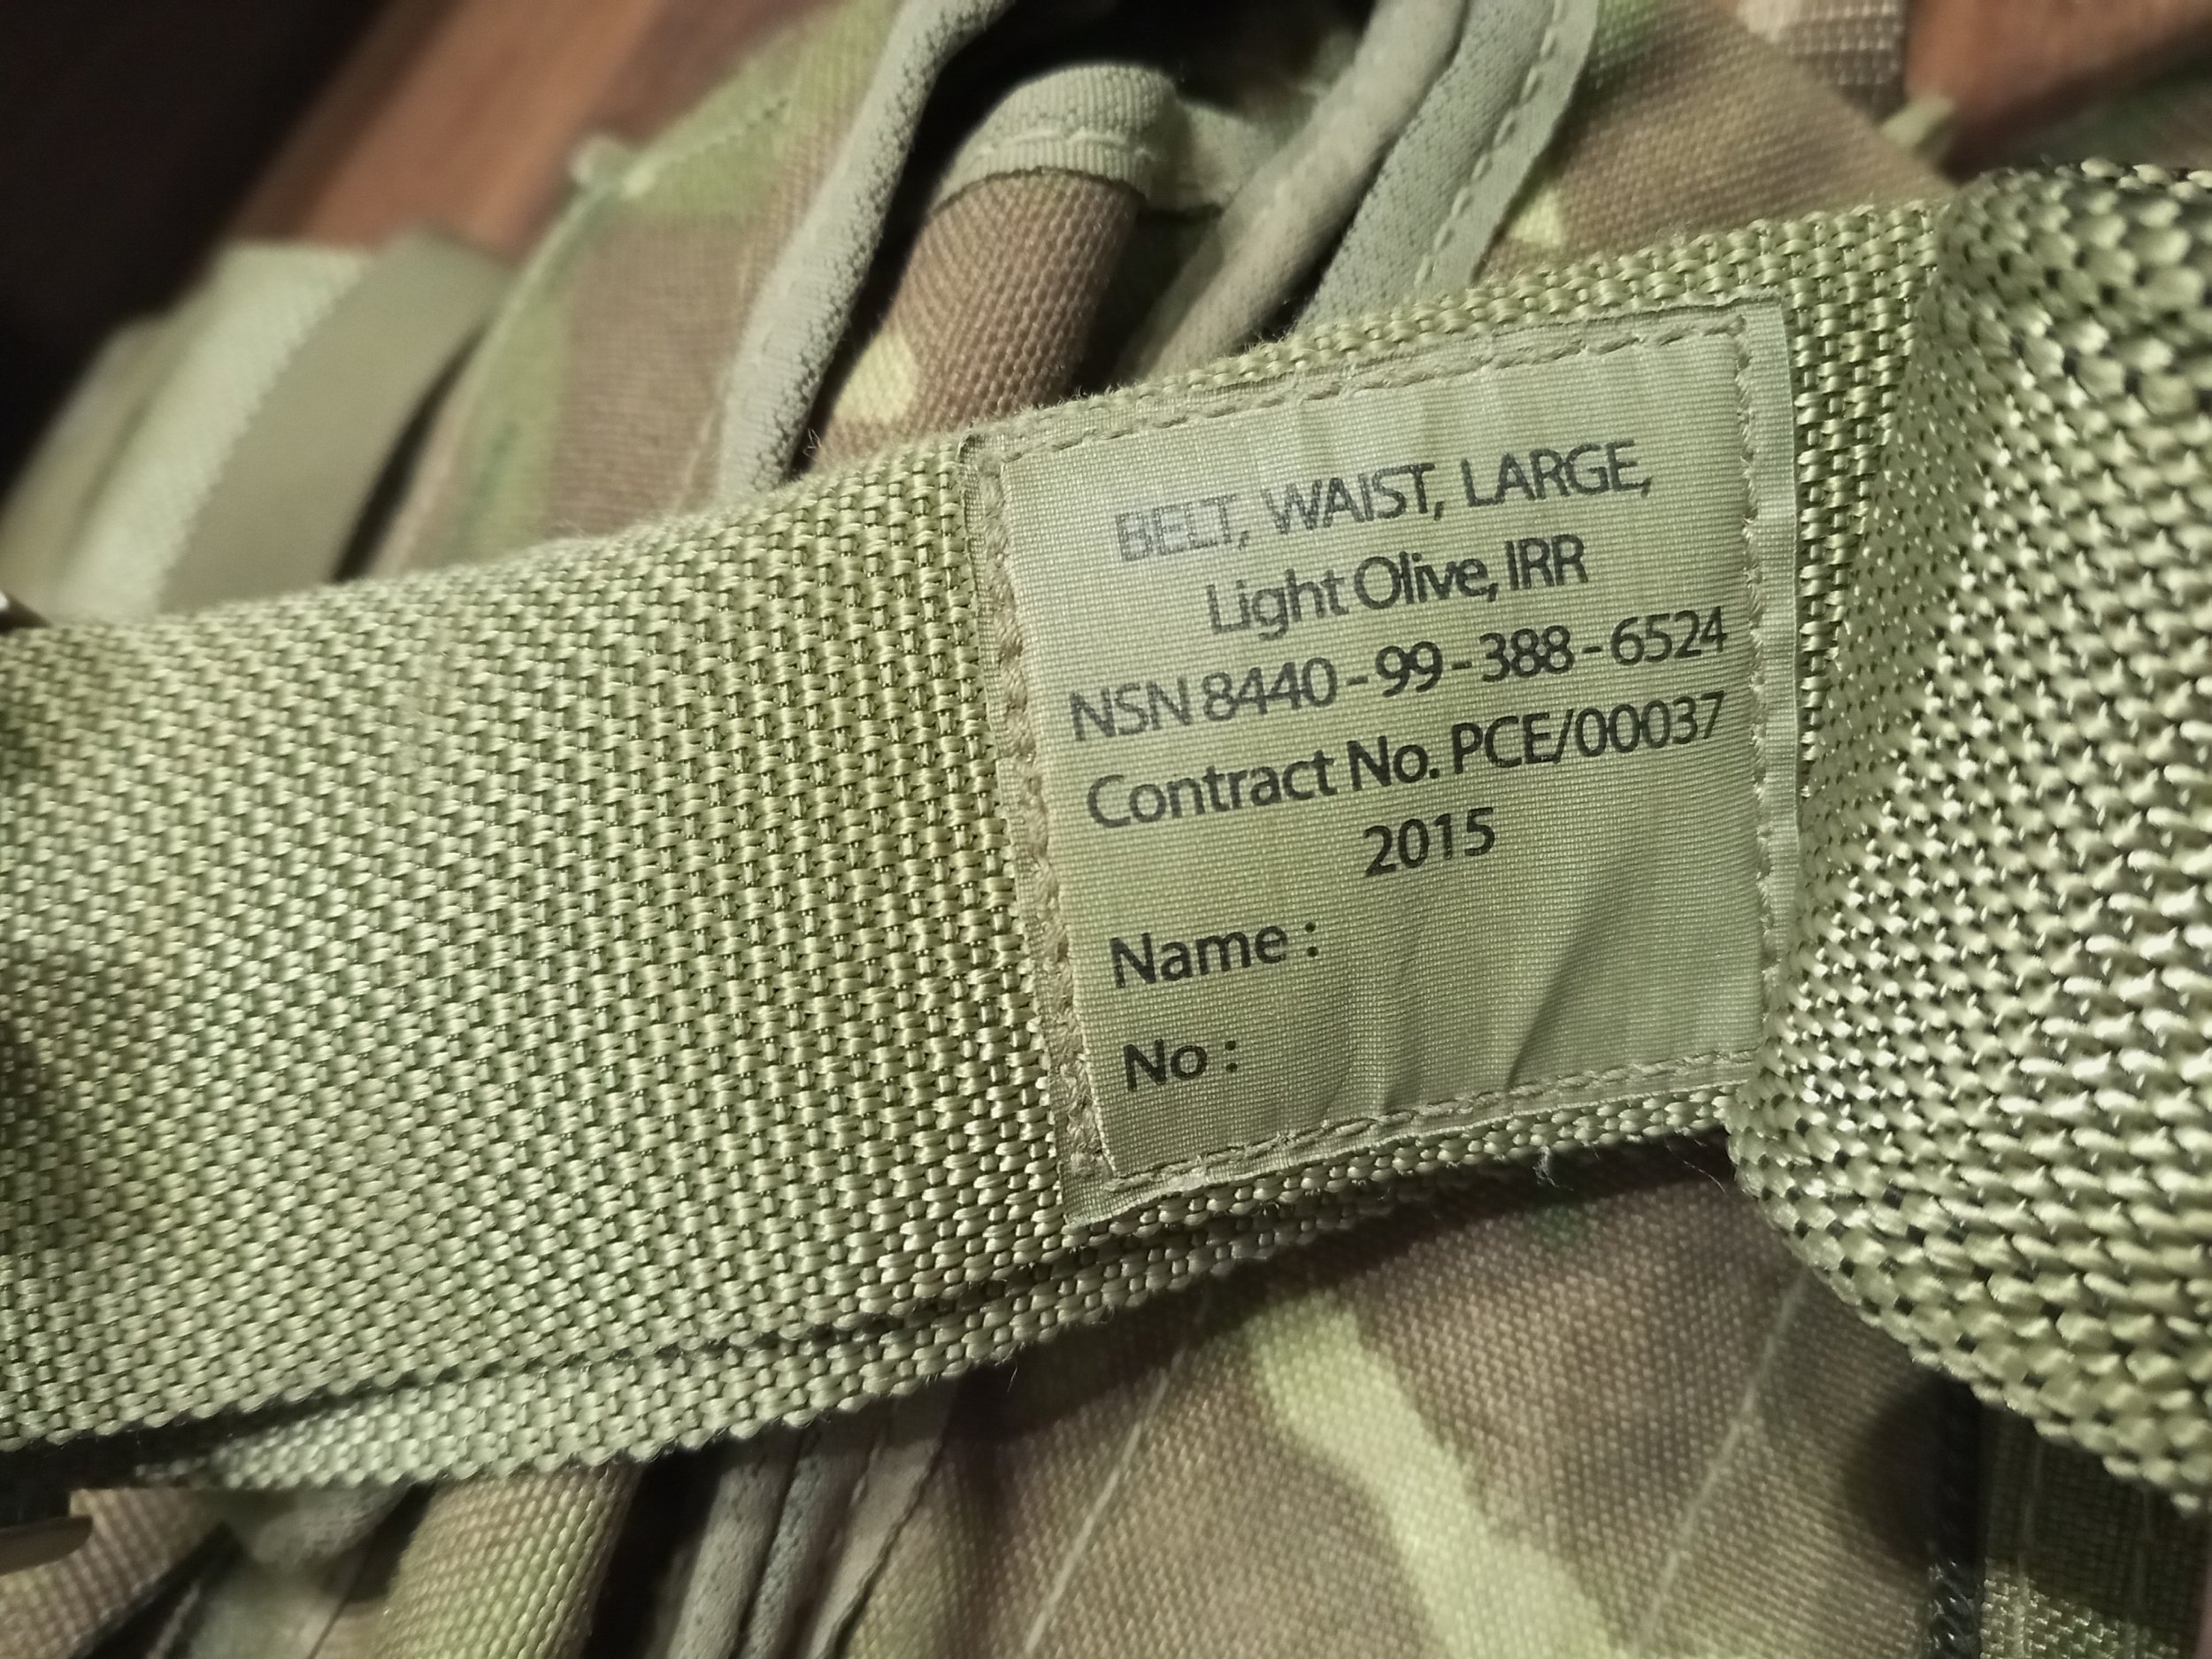 BELT, WAIST, LARGE,
Light Olive, IRR
NSN 8440-99-388-6524
Contract No. PCE/00037
2015
Name :
No :